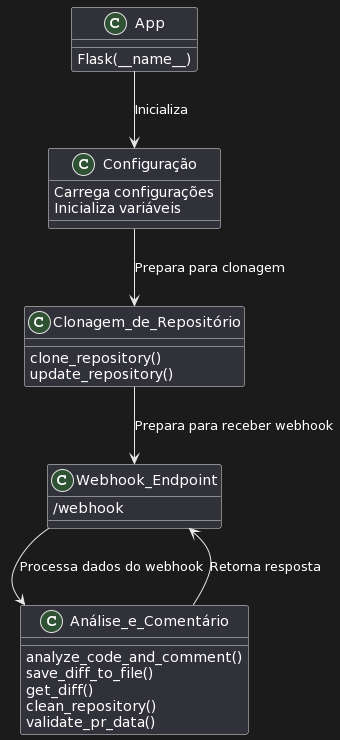 C App
Flask(__name__)
Inicializa
C Configuração
Carrega configurações
Inicializa variáveis
Prepara para clonagem
C Clonagem_de_Repositório
clone_repository()
update_repository()
Prepara para receber webhook
C Webhook_Endpoint
/webhook
Processa dados do webhook
Retorna resposta
C Análise_e_Comentário
analyze_code_and_comment()
save_diff_to_file()
get_diff()
clean_repository()
validate_pr_data()